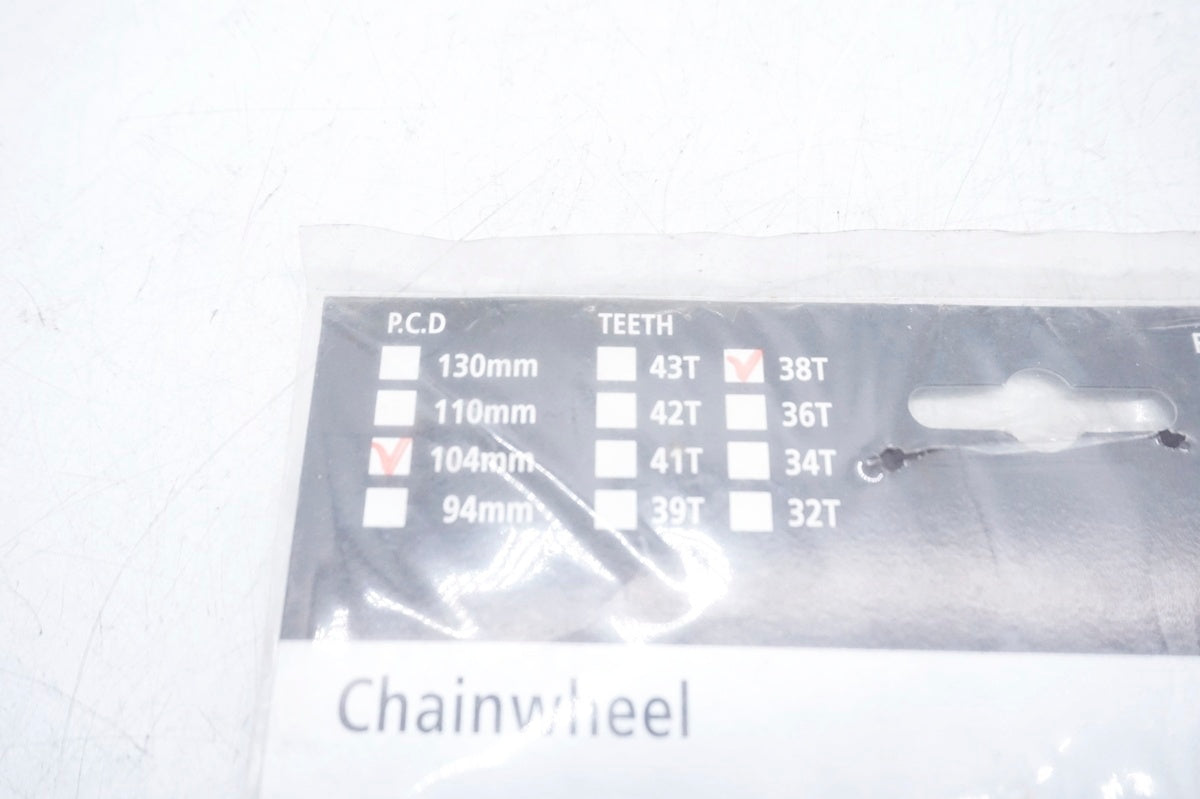 P.C.D TEETH
130mm 43T 38T
110mm 42T 36T
104mm 41T 34T
94mm 39T 32T
Chainwheel